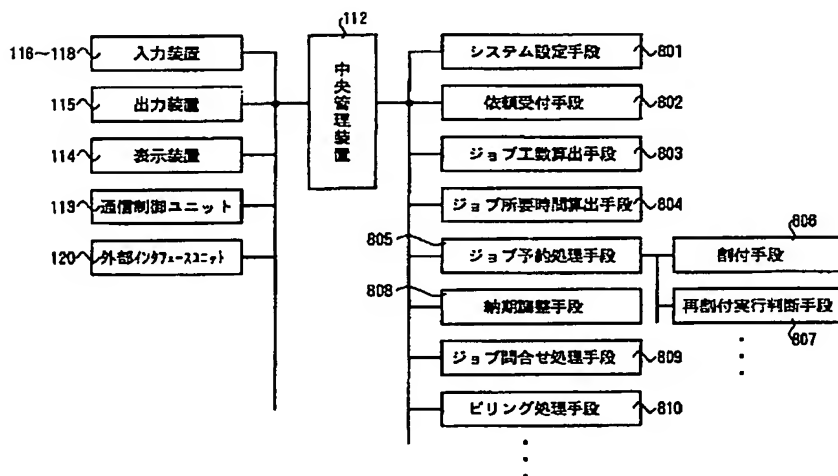 112
116〜118 入力装置
115 出力装置
114 表示装置
113 通信制御ユニット
120 外部インタフェースユニット
中央管理装置
システム設定手段 801
依頼受付手段 802
ジョブ工数算出手段 803
ジョブ所要時間算出手段 804
805 ジョブ予約処理手段
806
割付手段
再割付実行判断手段
807
808 納期調整手段
ジョブ問合せ処理手段 809
ビリング処理手段 810